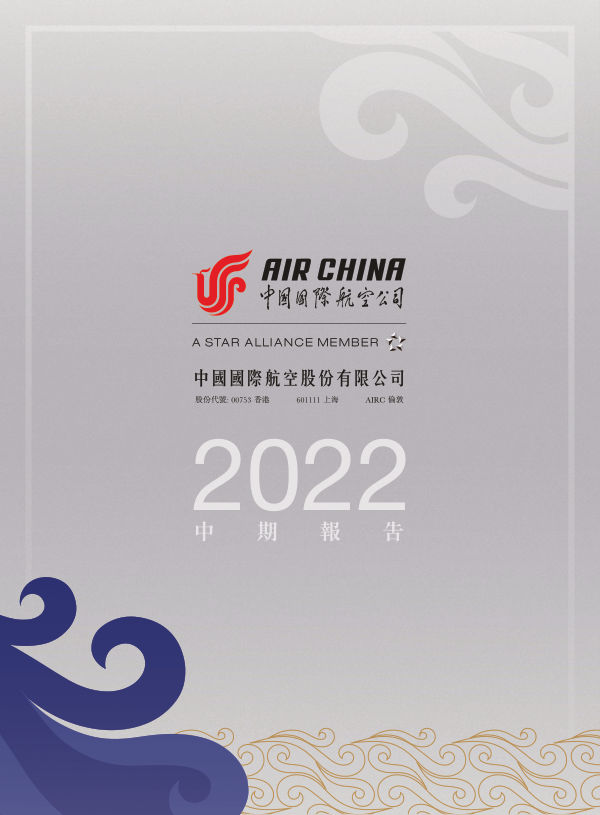 AIR CHINA
中国国際航空公司
A STAR ALLIANCE MEMBER
中國國際航空股份有限公司
股份代號: 00753 香港 601111 上海 AIRC 倫敦
2022
中期報告